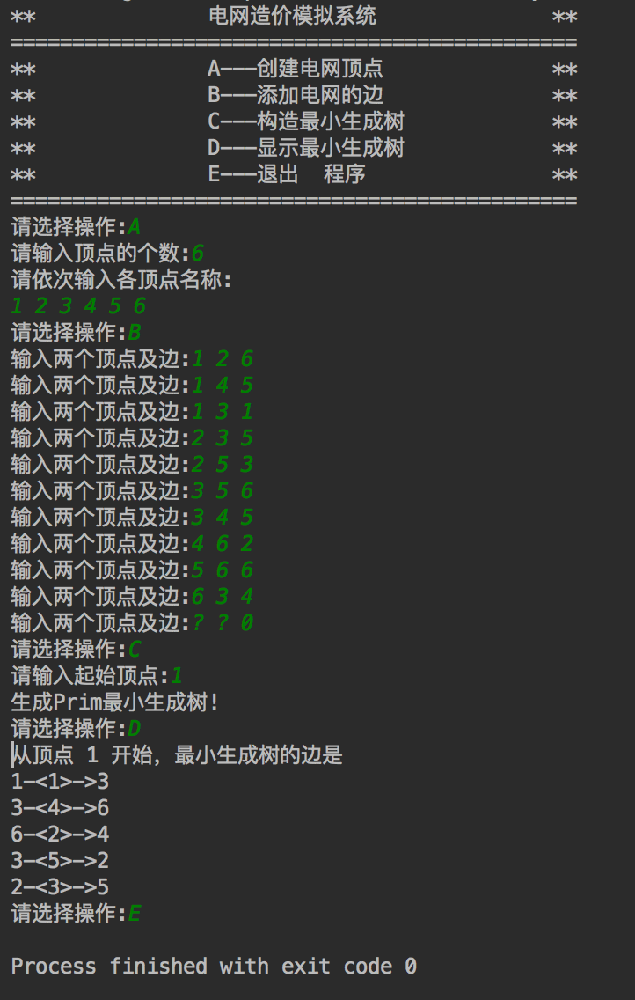 **              电网造价模拟系统              **
==============================================
**              A---创建电网顶点              **
**              B---添加电网的边              **
**              C---构造最小生成树              **
**              D---显示最小生成树              **
**              E---退出  程序              **
==============================================
请选择操作:A
请输入顶点的个数:6
请依次输入各顶点名称:
1 2 3 4 5 6
请选择操作:B
输入两个顶点及边:1 2 6
输入两个顶点及边:1 4 5
输入两个顶点及边:1 3 1
输入两个顶点及边:2 3 5
输入两个顶点及边:2 5 3
输入两个顶点及边:3 5 6
输入两个顶点及边:3 4 5
输入两个顶点及边:4 6 2
输入两个顶点及边:5 6 6
输入两个顶点及边:6 3 4
输入两个顶点及边:? ? 0
请选择操作:C
请输入起始顶点:1
生成Prim最小生成树!
请选择操作:D
从顶点 1 开始，最小生成树的边是
1-<1>->3
3-<4>->6
6-<2>->4
3-<5>->2
2-<3>->5
请选择操作:E
Process finished with exit code 0